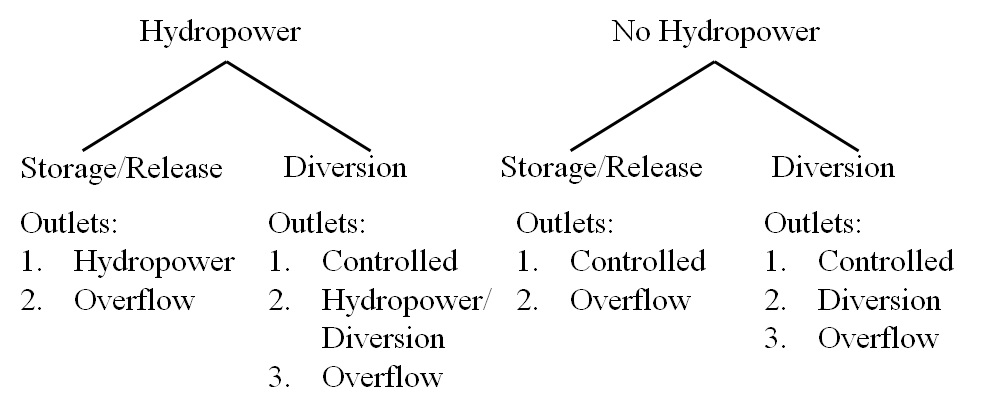 Hydropower
No Hydropower
Storage/Release
Diversion
Storage/Release
Diversion
Outlets:
1. Hydropower
2. Overflow
Outlets:
1. Controlled
2. Hydropower/
Diversion
3. Overflow
Outlets:
1. Controlled
2. Overflow
Outlets:
1. Controlled
2. Diversion
3. Overflow